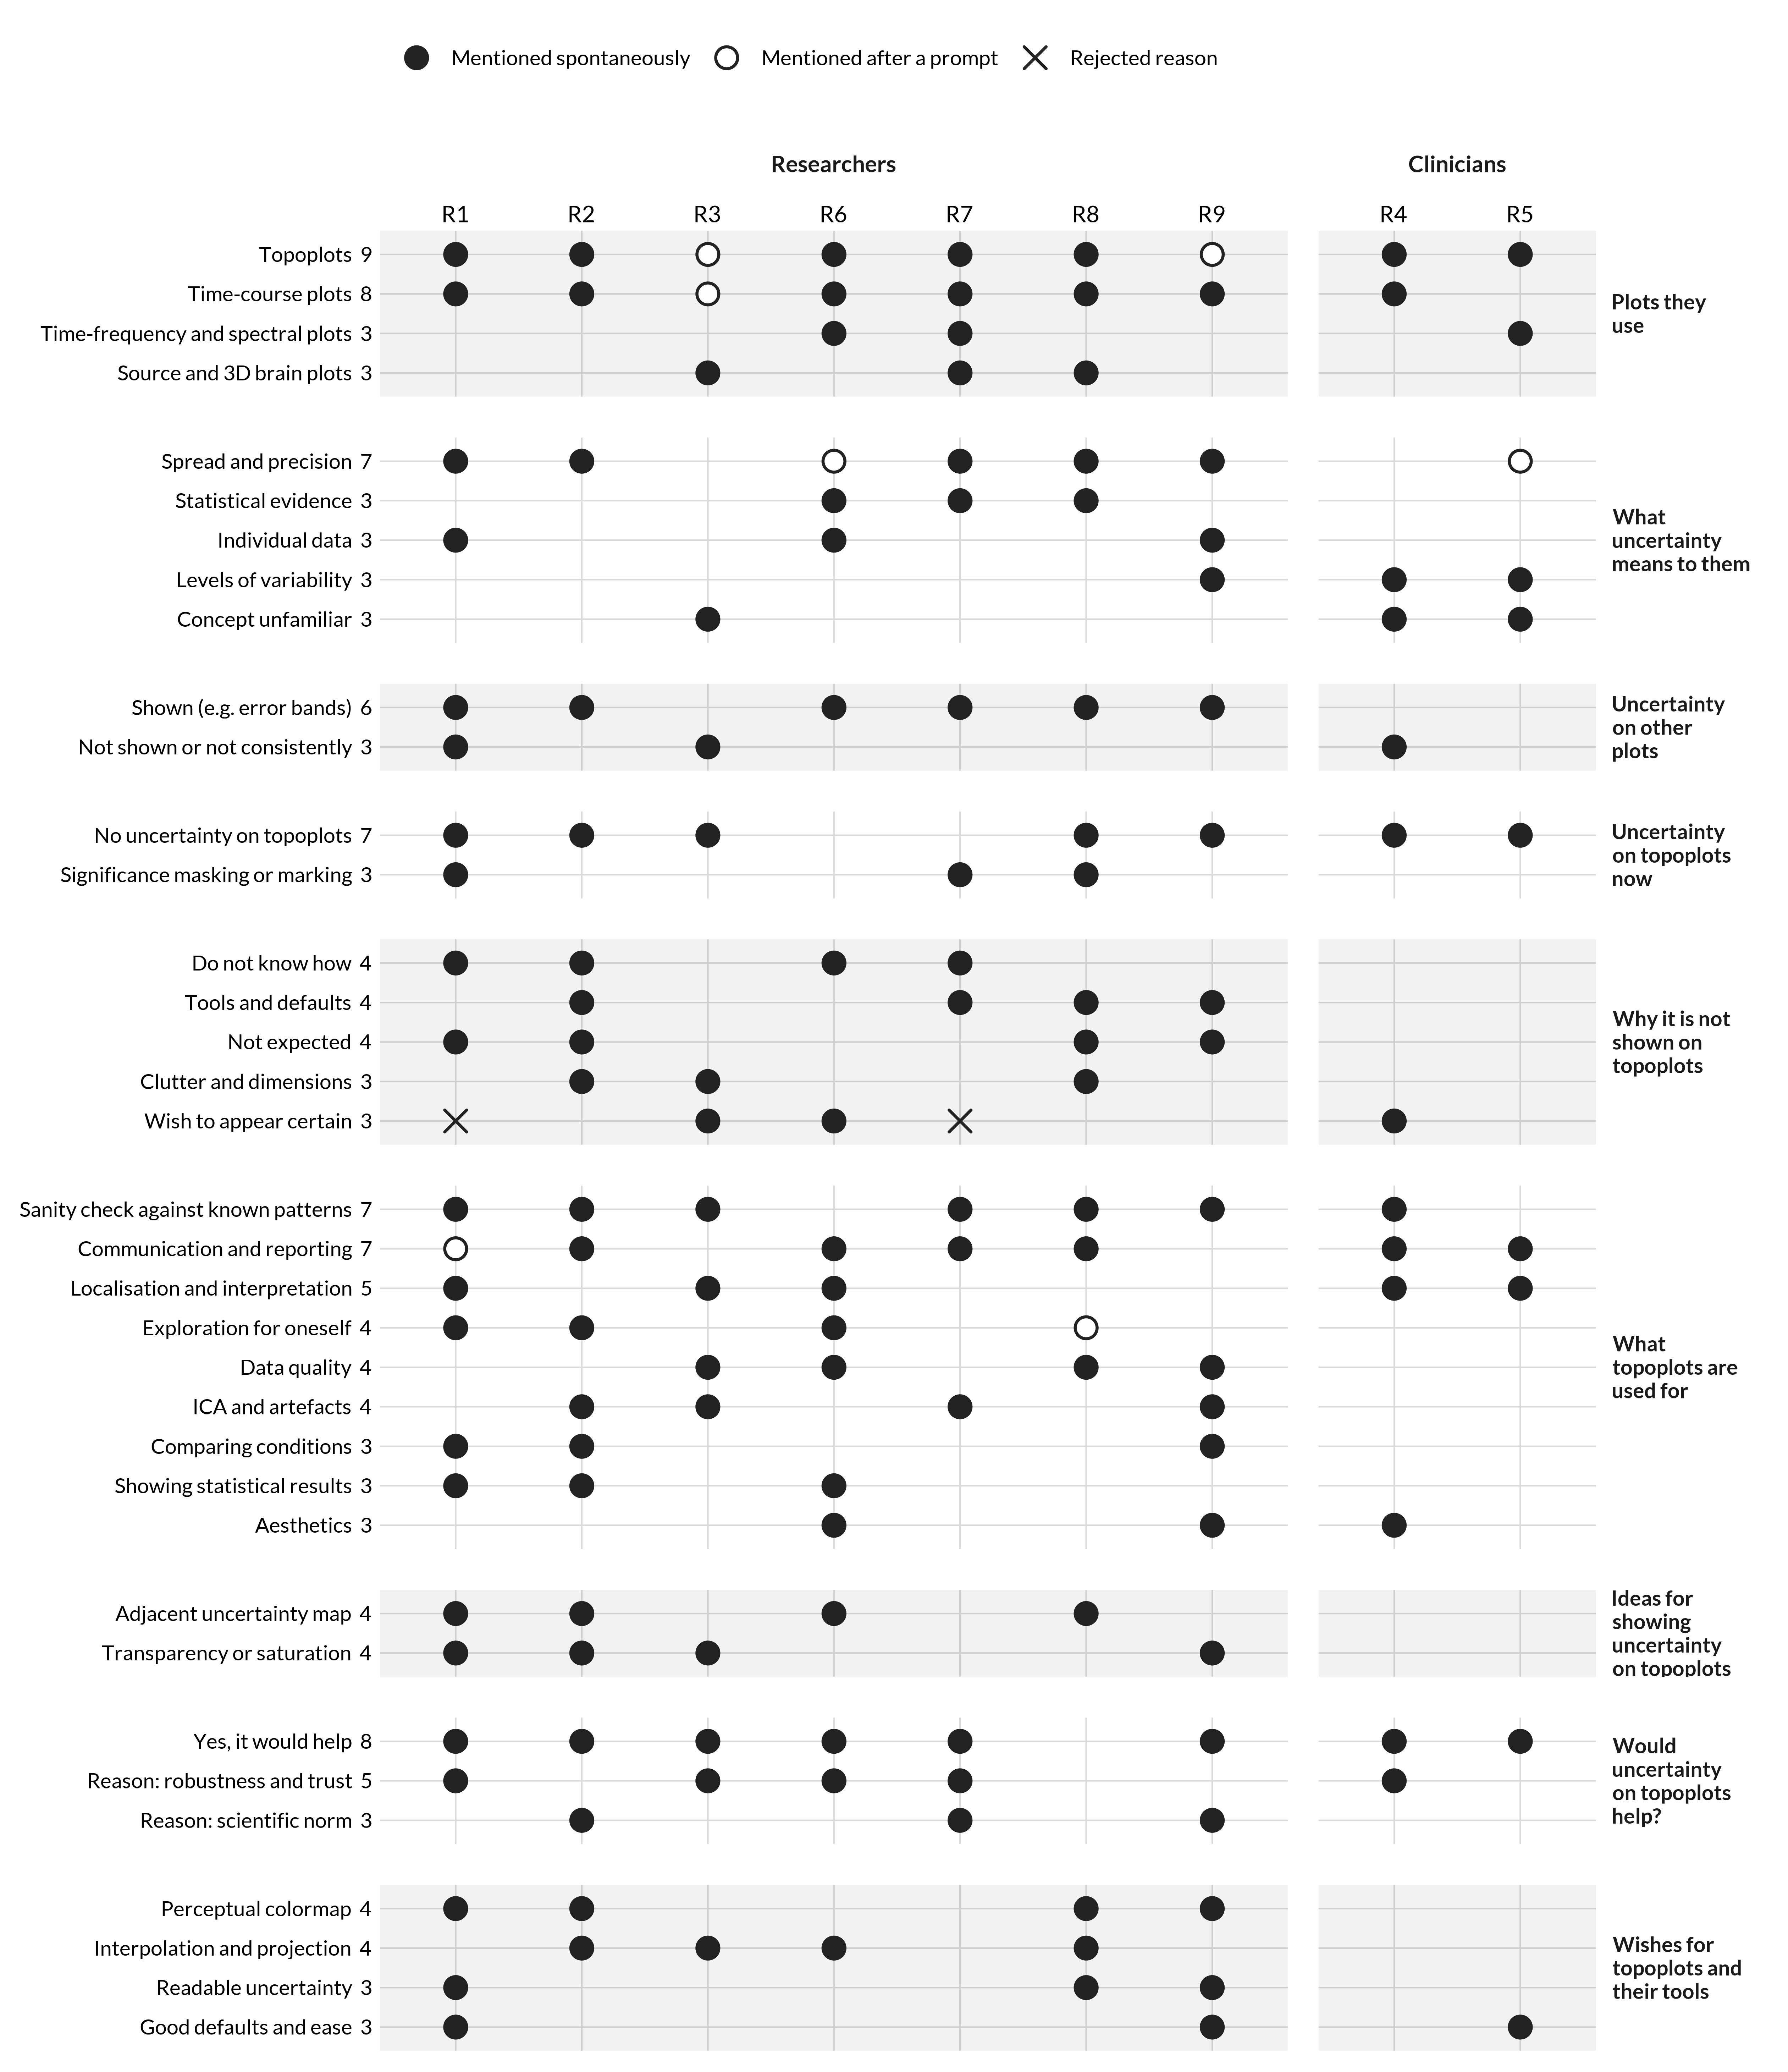 Mentioned spontaneously Mentioned after a prompt Rejected reason
Researchers Clinicians
R1 R2 R3 R6 R7 R8 R9 R4 R5
Topoplots 9
Time-course plots 8
Time-frequency and spectral plots 3
Source and 3D brain plots 3
Plots they
use
Spread and precision 7
Statistical evidence 3
Individual data 3
Levels of variability 3
Concept unfamiliar 3
What
uncertainty
means to them
Shown (e.g. error bands) 6
Not shown or not consistently 3
Uncertainty
on other
plots
No uncertainty on topoplots 7
Significance masking or marking 3
Uncertainty
on topoplots
now
Do not know how 4
Tools and defaults 4
Not expected 4
Clutter and dimensions 3
Wish to appear certain 3
Why it is not
shown on
topoplots
Sanity check against known patterns 7
Communication and reporting 7
Localisation and interpretation 5
Exploration for oneself 4
Data quality 4
ICA and artefacts 4
Comparing conditions 3
Showing statistical results 3
Aesthetics 3
What
topoplots are
used for
Adjacent uncertainty map 4
Transparency or saturation 4
Ideas for
showing
uncertainty
on topoplots
Yes, it would help 8
Reason: robustness and trust 5
Reason: scientific norm 3
Would
uncertainty
on topoplots
help?
Perceptual colormap 4
Interpolation and projection 4
Readable uncertainty 3
Good defaults and ease 3
Wishes for
topoplots and
their tools